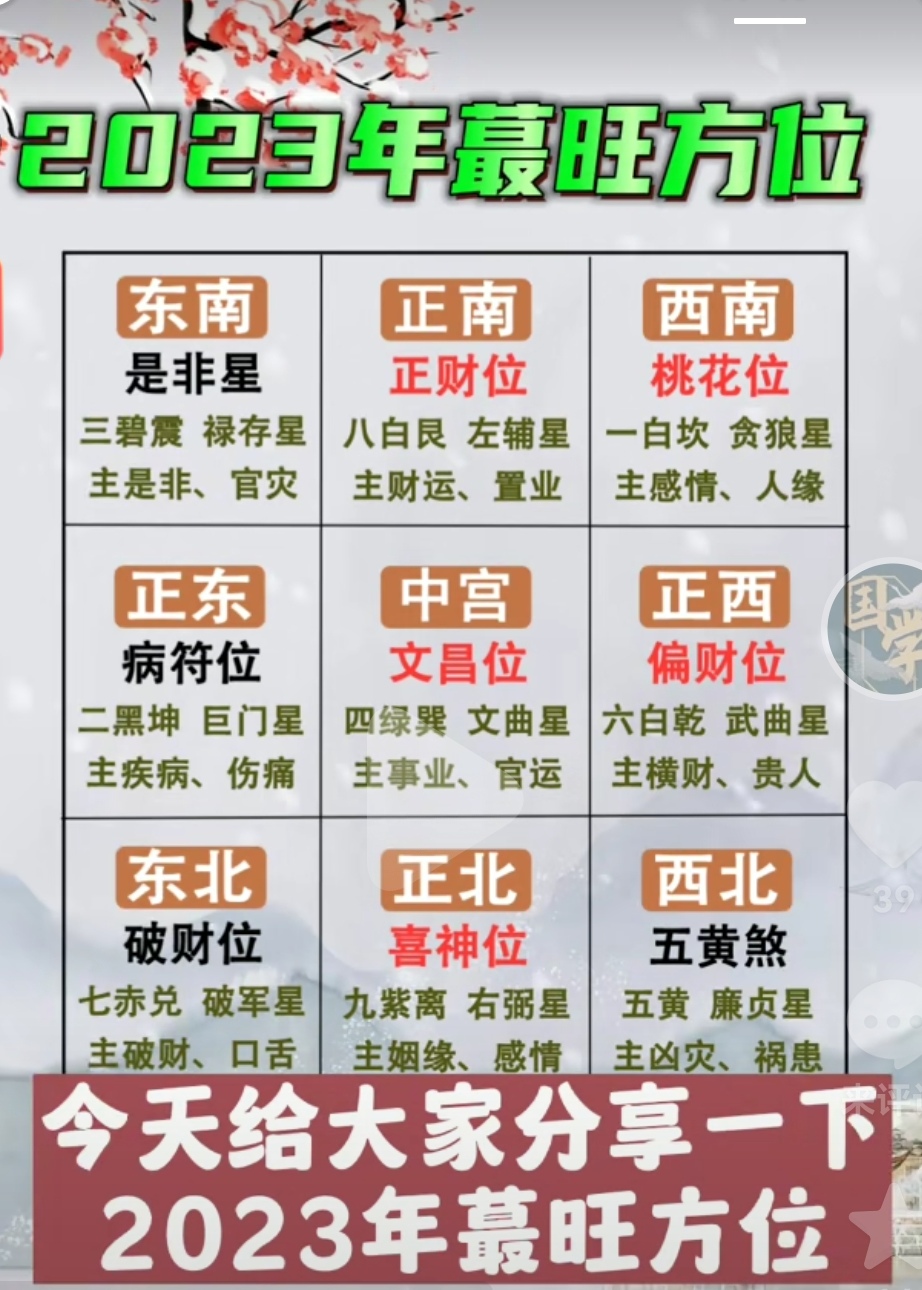 2023年蕞旺方位
东南
是非星
三碧震 禄存星
主是非、官灾
正南
正财位
八白艮 左辅星
主财运、置业
西南
桃花位
一白坎 贪狼星
主感情、人缘
正东
病符位
二黑坤 巨门星
主疾病、伤痛
中宫
文昌位
四绿巽 文曲星
主事业、官运
正西
偏财位
六白乾 武曲星
主横财、贵人
东北
破财位
七赤兑 破军星
主破财、口舌
正北
喜神位
九紫离 右弼星
主姻缘、感情
西北
五黄煞
五黄 廉贞星
主凶灾、祸患
国学
39
来评
今天给大家分享一下
2023年蕞旺方位